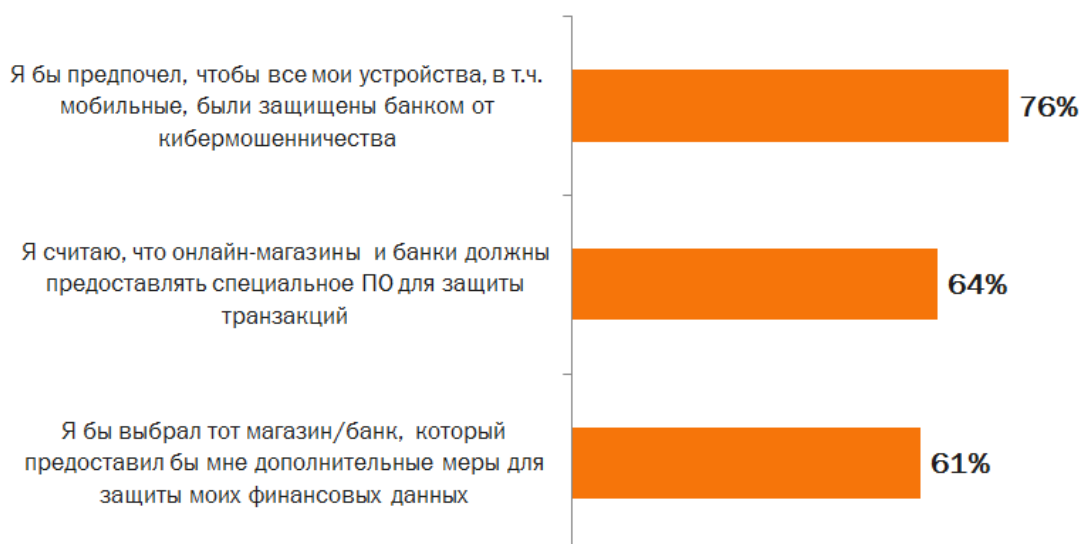 Я бы предпочел, чтобы все мои устройства, в т.ч.
мобильные, были защищены банком от
кибермошенничества
76%
Я считаю, что онлайн-магазины и банки должны
предоставлять специальное ПО для защиты
транзакций
64%
Я бы выбрал тот магазин/банк, который
предоставил бы мне дополнительные меры для
защиты моих финансовых данных
61%